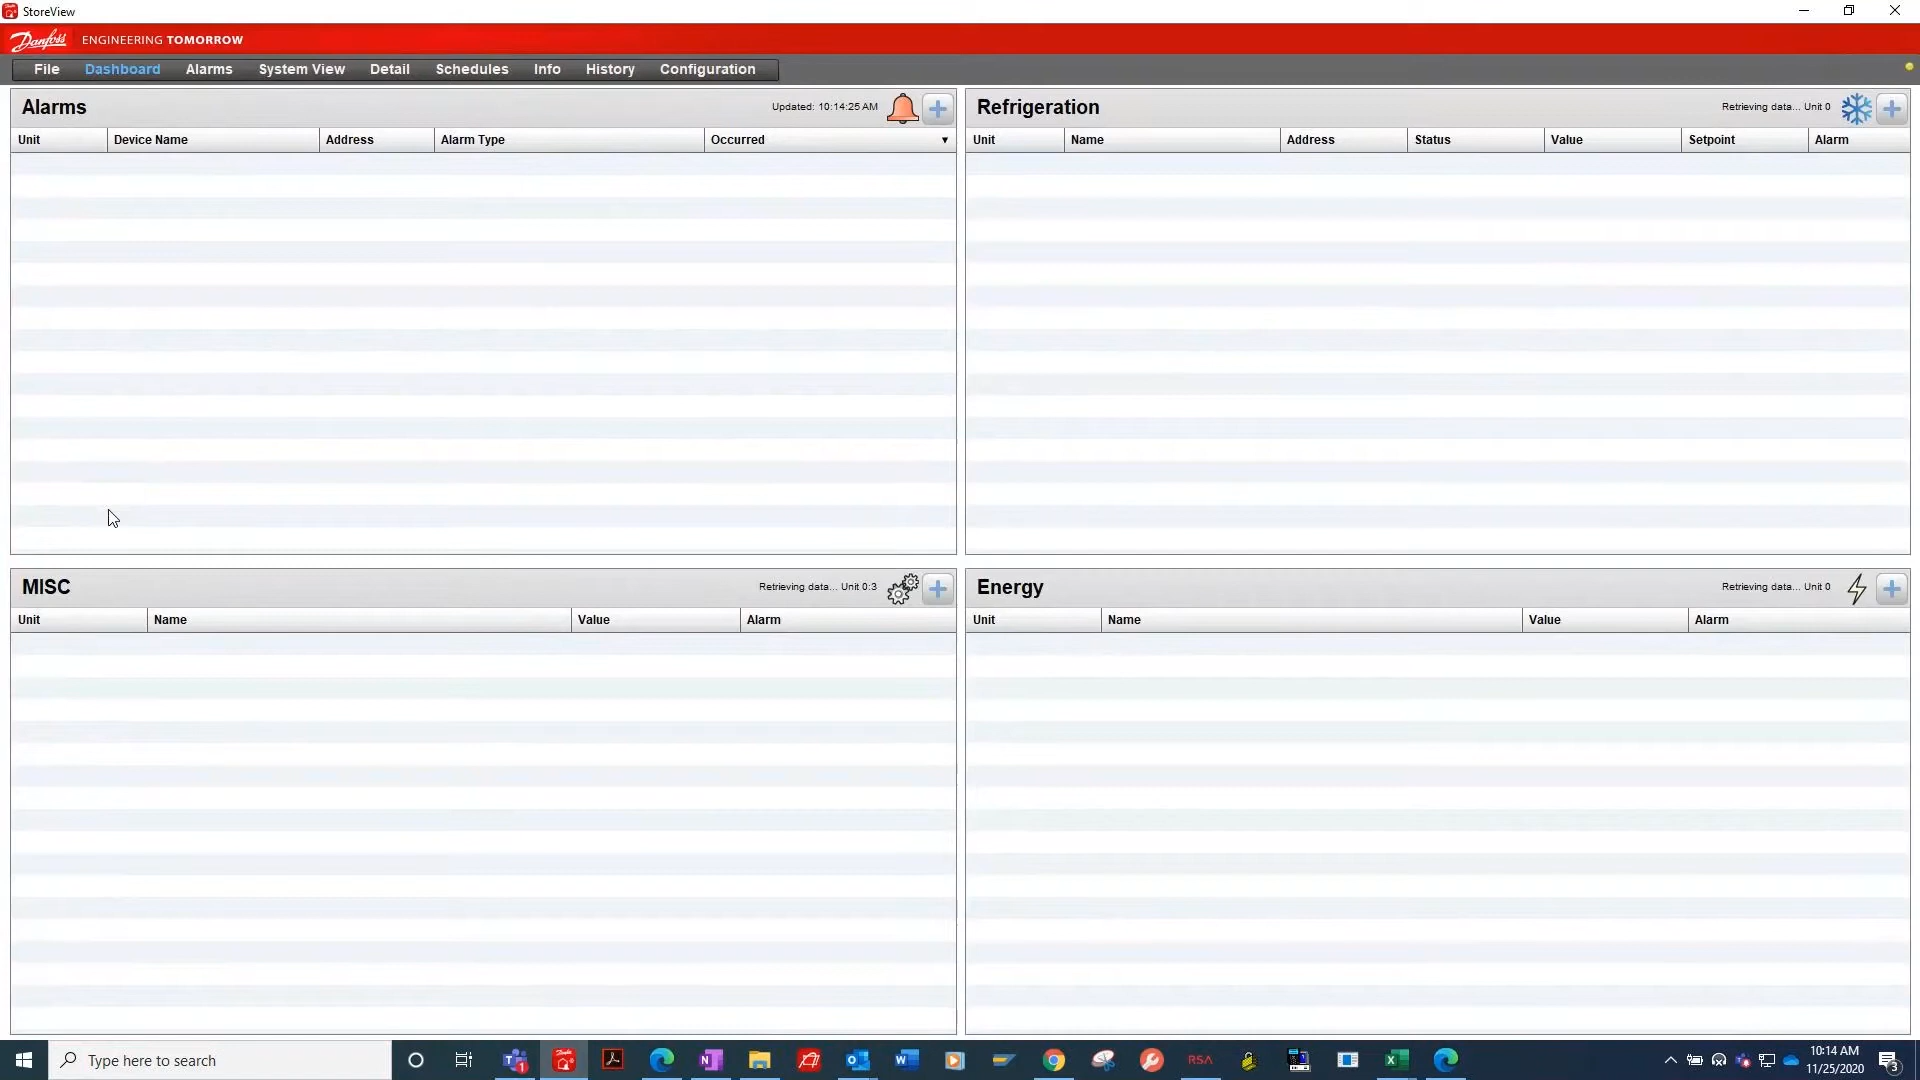 StoreView
Danfoss ENGINEERING TOMORROW
File Dashboard Alarms System View Detail Schedules Info History Configuration
Alarms Updated: 10:14:25 AM
Unit Device Name Address Alarm Type Occurred
Refrigeration Retrieving data... Unit 0
Unit Name Address Status Value Setpoint Alarm
MISC Retrieving data... Unit 0:3
Unit Name Value Alarm
Energy Retrieving data... Unit 0
Unit Name Value Alarm
Type here to search
RSA
10:14 AM
11/25/2020
3